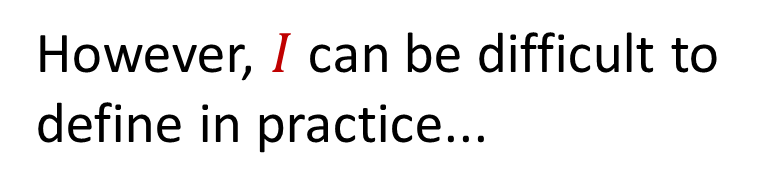 However, I can be difficult to
define in practice...